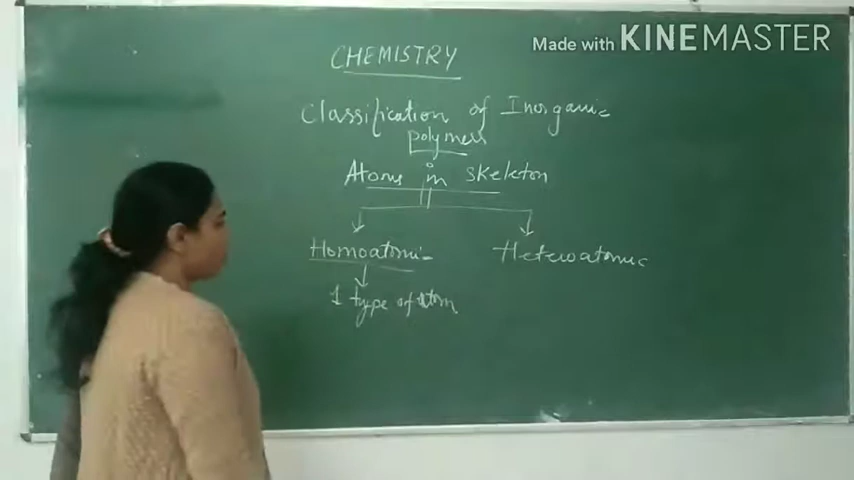 Made with KINEMASTER
CHEMISTRY
Classification of Inorganic
polymers
Atoms in skeleton
Homoatomic Heteroatomic
1 type of atom